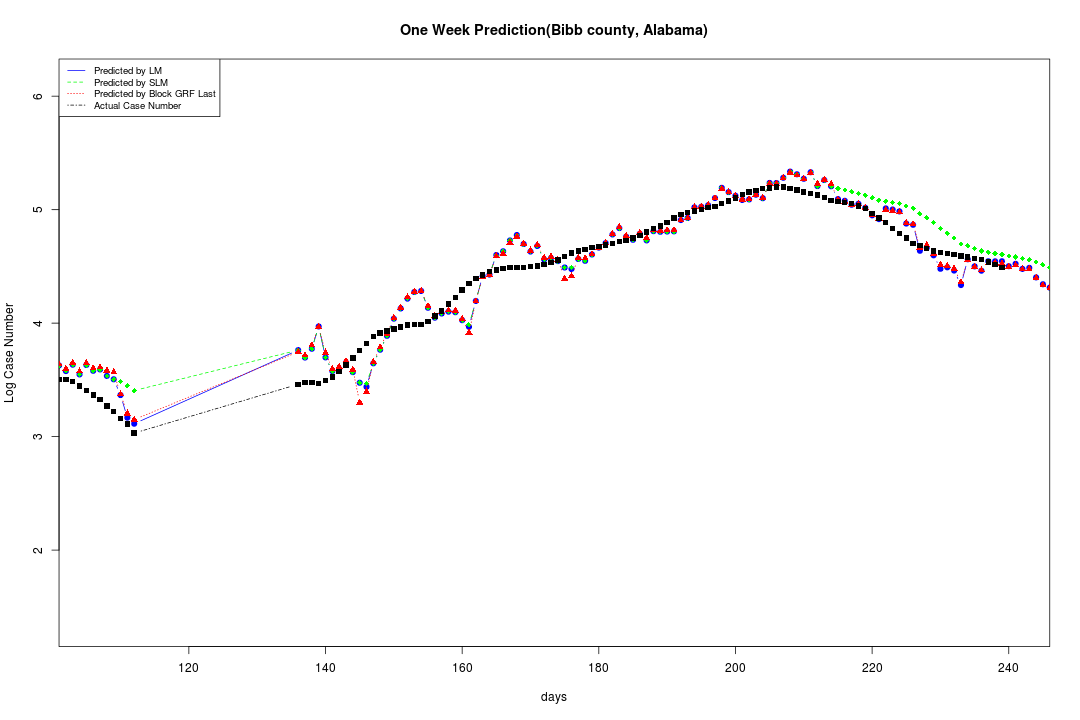 One Week Prediction(Bibb county, Alabama)
Predicted by LM
Predicted by SLM
Predicted by Block GRF Last
Actual Case Number
6
5
4
3
2
Log Case Number
120 140 160 180 200 220 240
days